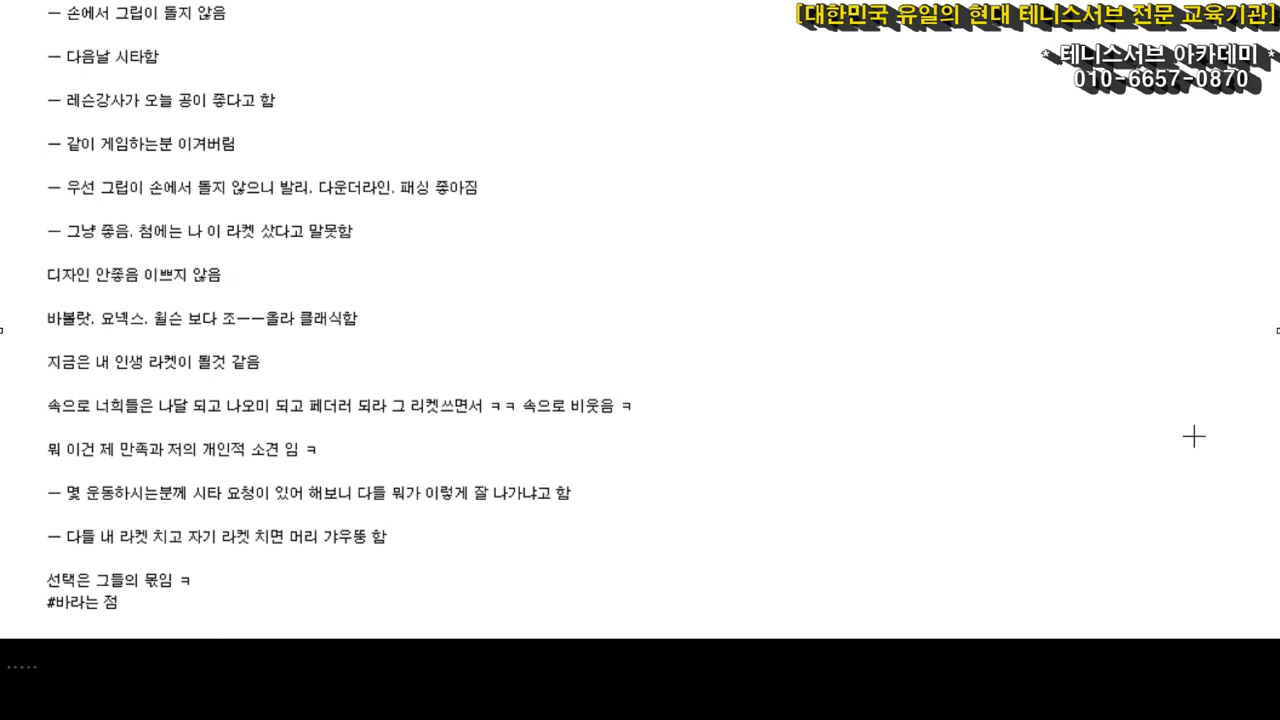 [대한민국 유일의 현대 테니스서브 전문 교육기관]
* 테니스서브 아카데미 *
010-6657-0870
— 손에서 그립이 돌지 않음
— 다음날 시타함
— 레슨강사가 오늘 공이 좋다고 함
— 같이 게임하는분 이겨버림
— 우선 그립이 손에서 돌지 않으니 발리, 다운더라인, 패싱 좋아짐
— 그냥 좋음, 첨에는 나 이 라켓 샀다고 말못함
디자인 안좋음 이쁘지 않음
바볼랏, 요넥스, 윌슨 보다 조——올라 클래식함
지금은 내 인생 라켓이 될것 같음
속으로 너희들은 나달 되고 나오미 되고 페더러 되라 그 리켓쓰면서 ㅋㅋ 속으로 비웃음 ㅋ
뭐 이건 제 만족과 저의 개인적 소견 임 ㅋ
— 몇 운동하시는분께 시타 요청이 있어 해보니 다들 뭐가 이렇게 잘 나가냐고 함
— 다들 내 라켓 치고 자기 라켓 치면 머리 갸우뚱 함
선택은 그들의 몫임 ㅋ
#바라는 점
.....